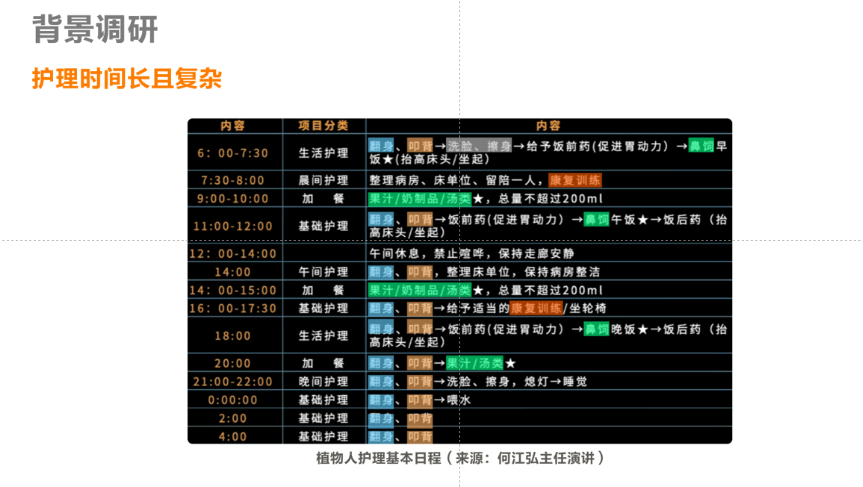 背景调研
护理时间长且复杂
内容 项目分类 内容
6：00-7:30 生活护理 翻身、叩背→洗脸、擦身→给予饭前药(促进胃动力）→鼻饲早
饭★(抬高床头/坐起）
7:30-8:00 晨间护理 整理病房、床单位、留陪一人，康复训练
9:00-10:00 加 餐 果汁/奶制品/汤类★，总量不超过200ml
11:00-12:00 基础护理 翻身、叩背→饭前药(促进胃动力）→鼻饲午饭★→饭后药（抬
高床头/坐起）
12：00-14:00 午间休息，禁止喧哗，保持走廊安静
14:00 午间护理 翻身、叩背，整理床单位，保持病房整洁
14：00-15:00 加 餐 果汁/奶制品/汤类★，总量不超过200ml
16：00-17:30 基础护理 翻身、叩背→给予适当的康复训练/坐轮椅
18:00 生活护理 翻身、叩背→饭前药(促进胃动力）→鼻饲晚饭★→饭后药（抬
高床头/坐起）
20:00 加 餐 翻身、叩背→果汁/汤类★
21:00-22:00 晚间护理 翻身、叩背→洗脸、擦身，熄灯→睡觉
0:00:00 基础护理 翻身、叩背→喂水
2:00 基础护理 翻身、叩背
4:00 基础护理 翻身、叩背
植物人护理基本日程（来源：何江弘主任演讲）